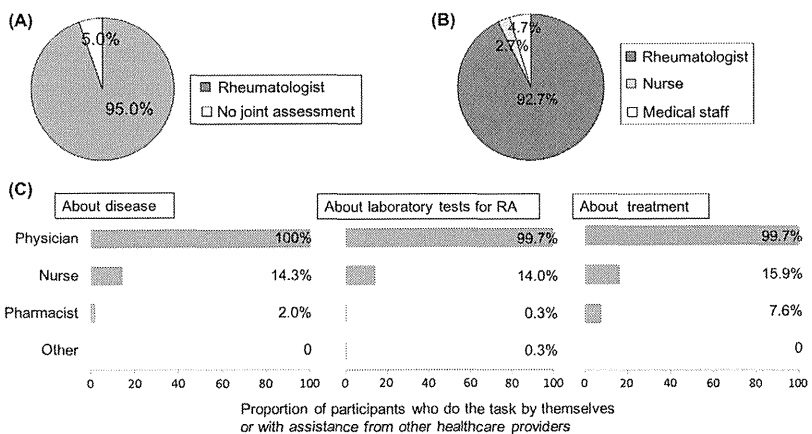 (A)
5.0%
95.0%
Rheumatologist
No joint assessment
(B)
4.7%
2.7%
92.7%
Rheumatologist
Nurse
Medical staff
(C)
About disease
About laboratory tests for RA
About treatment
Physician 100% 99.7% 99.7%
Nurse 14.3% 14.0% 15.9%
Pharmacist 2.0% 0.3% 7.6%
Other 0 0.3% 0
0 20 40 60 80 100 0 20 40 60 80 100 0 20 40 60 80 100
Proportion of participants who do the task by themselves
or with assistance from other healthcare providers